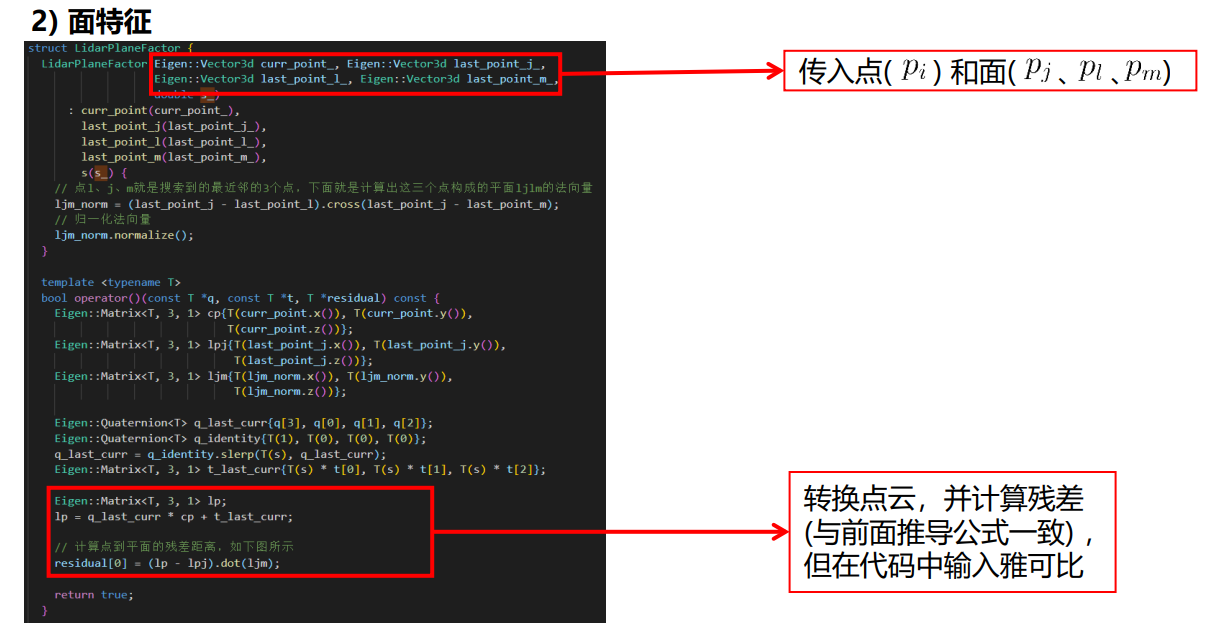 2) 面特征
struct LidarPlaneFactor {
LidarPlaneFactor(Eigen::Vector3d curr_point_, Eigen::Vector3d last_point_j_,
Eigen::Vector3d last_point_l_, Eigen::Vector3d last_point_m_,
double s_)
: curr_point(curr_point_),
last_point_j(last_point_j_),
last_point_l(last_point_l_),
last_point_m(last_point_m_),
s(s_) {
// 点l、j、m就是搜索到的最近邻的3个点，下面就是计算出这三个点构成的平面ljlm的法向量
ljm_norm = (last_point_j - last_point_l).cross(last_point_j - last_point_m);
// 归一化法向量
ljm_norm.normalize();
}
template <typename T>
bool operator()(const T *q, const T *t, T *residual) const {
Eigen::Matrix<T, 3, 1> cp{T(curr_point.x()), T(curr_point.y()),
T(curr_point.z())};
Eigen::Matrix<T, 3, 1> lpj{T(last_point_j.x()), T(last_point_j.y()),
T(last_point_j.z())};
Eigen::Matrix<T, 3, 1> ljm{T(ljm_norm.x()), T(ljm_norm.y()),
T(ljm_norm.z())};
Eigen::Quaternion<T> q_last_curr{q[3], q[0], q[1], q[2]};
Eigen::Quaternion<T> q_identity{T(1), T(0), T(0), T(0)};
q_last_curr = q_identity.slerp(T(s), q_last_curr);
Eigen::Matrix<T, 3, 1> t_last_curr{T(s) * t[0], T(s) * t[1], T(s) * t[2]};
Eigen::Matrix<T, 3, 1> lp;
lp = q_last_curr * cp + t_last_curr;
// 计算点到平面的残差距离，如下图所示
residual[0] = (lp - lpj).dot(ljm);
return true;
}
传入点( p_i ) 和面( p_j 、p_l 、p_m)
转换点云，并计算残差
(与前面推导公式一致)，
但在代码中输入雅可比